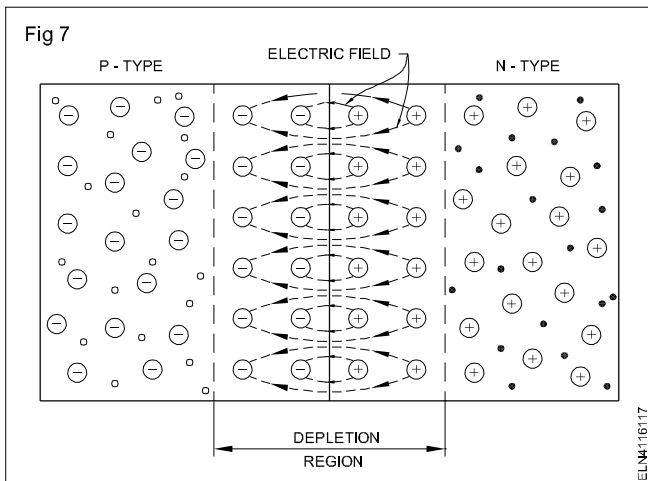 Fig 7
ELECTRIC FIELD
P - TYPE
N - TYPE
DEPLETION
REGION
ELN4116117